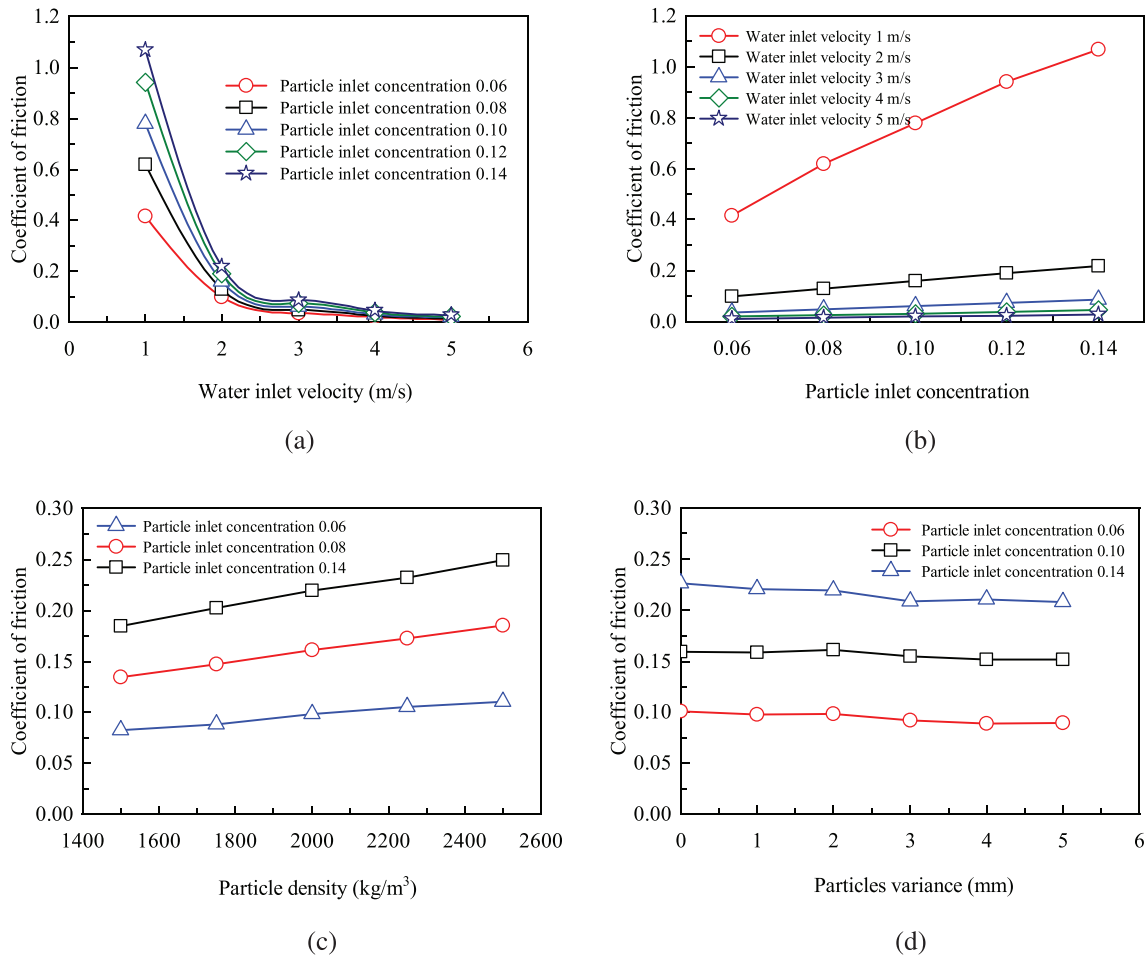 1.2
1.0
0.8
0.6
0.4
0.2
0.0
Coefficient of friction
Particle inlet concentration 0.06
Particle inlet concentration 0.08
Particle inlet concentration 0.10
Particle inlet concentration 0.12
Particle inlet concentration 0.14
0 1 2 3 4 5 6
Water inlet velocity (m/s)
(a)
1.2
1.0
0.8
0.6
0.4
0.2
0.0
Coefficient of friction
Water inlet velocity 1 m/s
Water inlet velocity 2 m/s
Water inlet velocity 3 m/s
Water inlet velocity 4 m/s
Water inlet velocity 5 m/s
0.06 0.08 0.10 0.12 0.14
Particle inlet concentration
(b)
0.30
0.25
0.20
0.15
0.10
0.05
0.00
Coefficient of friction
Particle inlet concentration 0.06
Particle inlet concentration 0.08
Particle inlet concentration 0.14
1400 1600 1800 2000 2200 2400 2600
Particle density (kg/m³)
(c)
0.30
0.25
0.20
0.15
0.10
0.05
0.00
Coefficient of friction
Particle inlet concentration 0.06
Particle inlet concentration 0.10
Particle inlet concentration 0.14
0 1 2 3 4 5 6
Particles variance (mm)
(d)